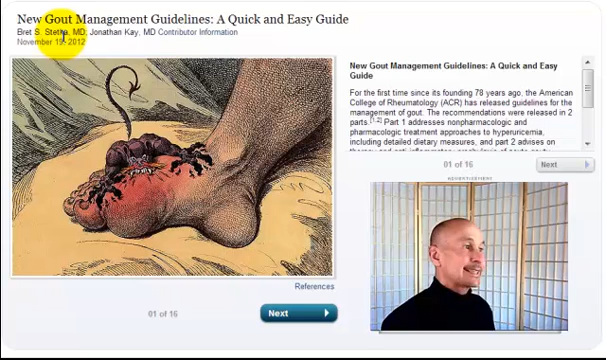 New Gout Management Guidelines: A Quick and Easy Guide
Bret S. Stetka, MD; Jonathan Kay, MD Contributor Information
November 12, 2012
New Gout Management Guidelines: A Quick and Easy
Guide
For the first time since its founding 78 years ago, the American
College of Rheumatology (ACR) has released guidelines for the
management of gout. The recommendations were released in 2
parts.[1,2] Part 1 addresses nonpharmacologic and
pharmacologic treatment approaches to hyperuricemia,
including detailed dietary measures, and part 2 advises on
01 of 16
Next
ADVERTISEMENT
References
01 of 16
Next